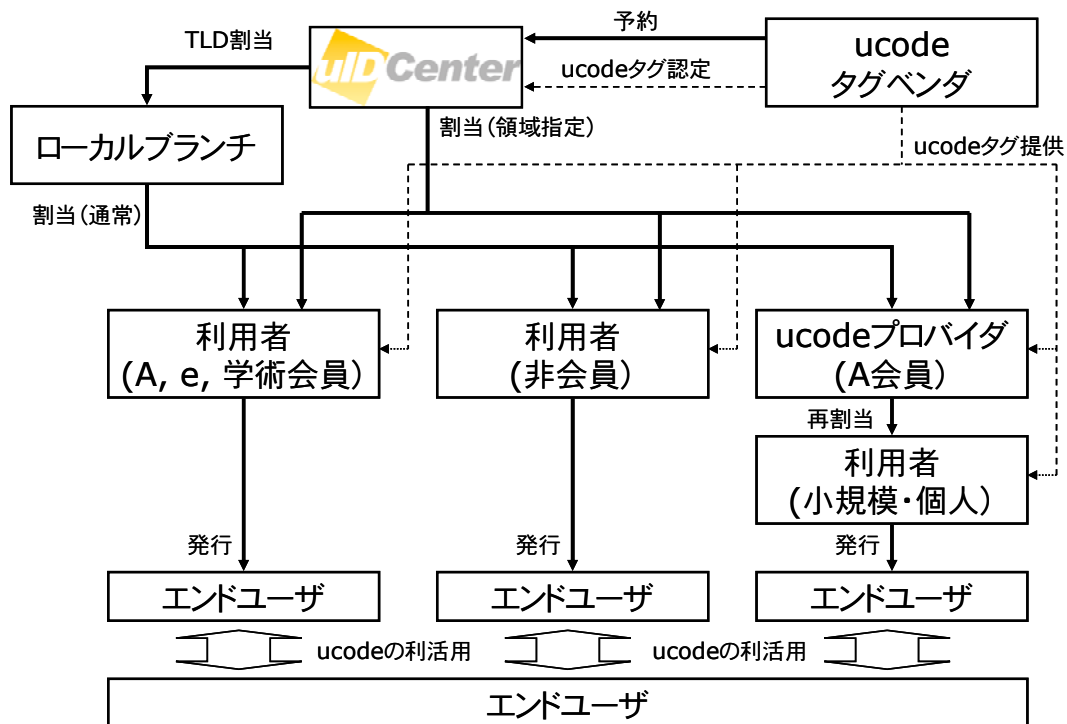 予約
TLD割当
uIDCenter
ucode
タグベンダ
ucodeタグ認定
割当(領域指定)
ローカルブランチ
ucodeタグ提供
割当(通常)
利用者
(A, e, 学術会員)
利用者
(非会員)
ucodeプロバイダ
(A会員)
再割当
利用者
(小規模・個人)
発行
発行
発行
エンドユーザ
エンドユーザ
エンドユーザ
ucodeの利活用
ucodeの利活用
エンドユーザ